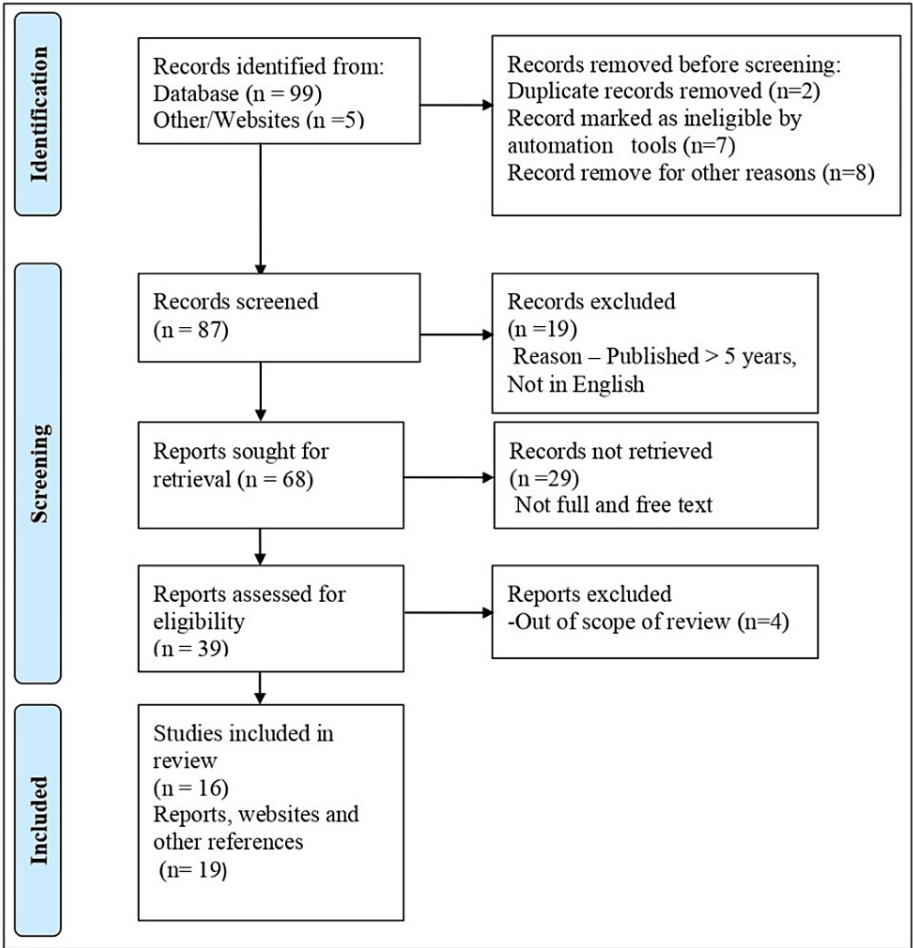 Identification
Records identified from:
Database (n = 99)
Other/Websites (n =5)
Records removed before screening:
Duplicate records removed (n=2)
Record marked as ineligible by
automation tools (n=7)
Record remove for other reasons (n=8)
Screening
Records screened
(n = 87)
Records excluded
(n =19)
Reason – Published > 5 years,
Not in English
Reports sought for
retrieval (n = 68)
Records not retrieved
(n =29)
Not full and free text
Reports assessed for
eligibility
(n = 39)
Reports excluded
-Out of scope of review (n=4)
Included
Studies included in
review
(n = 16)
Reports, websites and
other references
(n= 19)